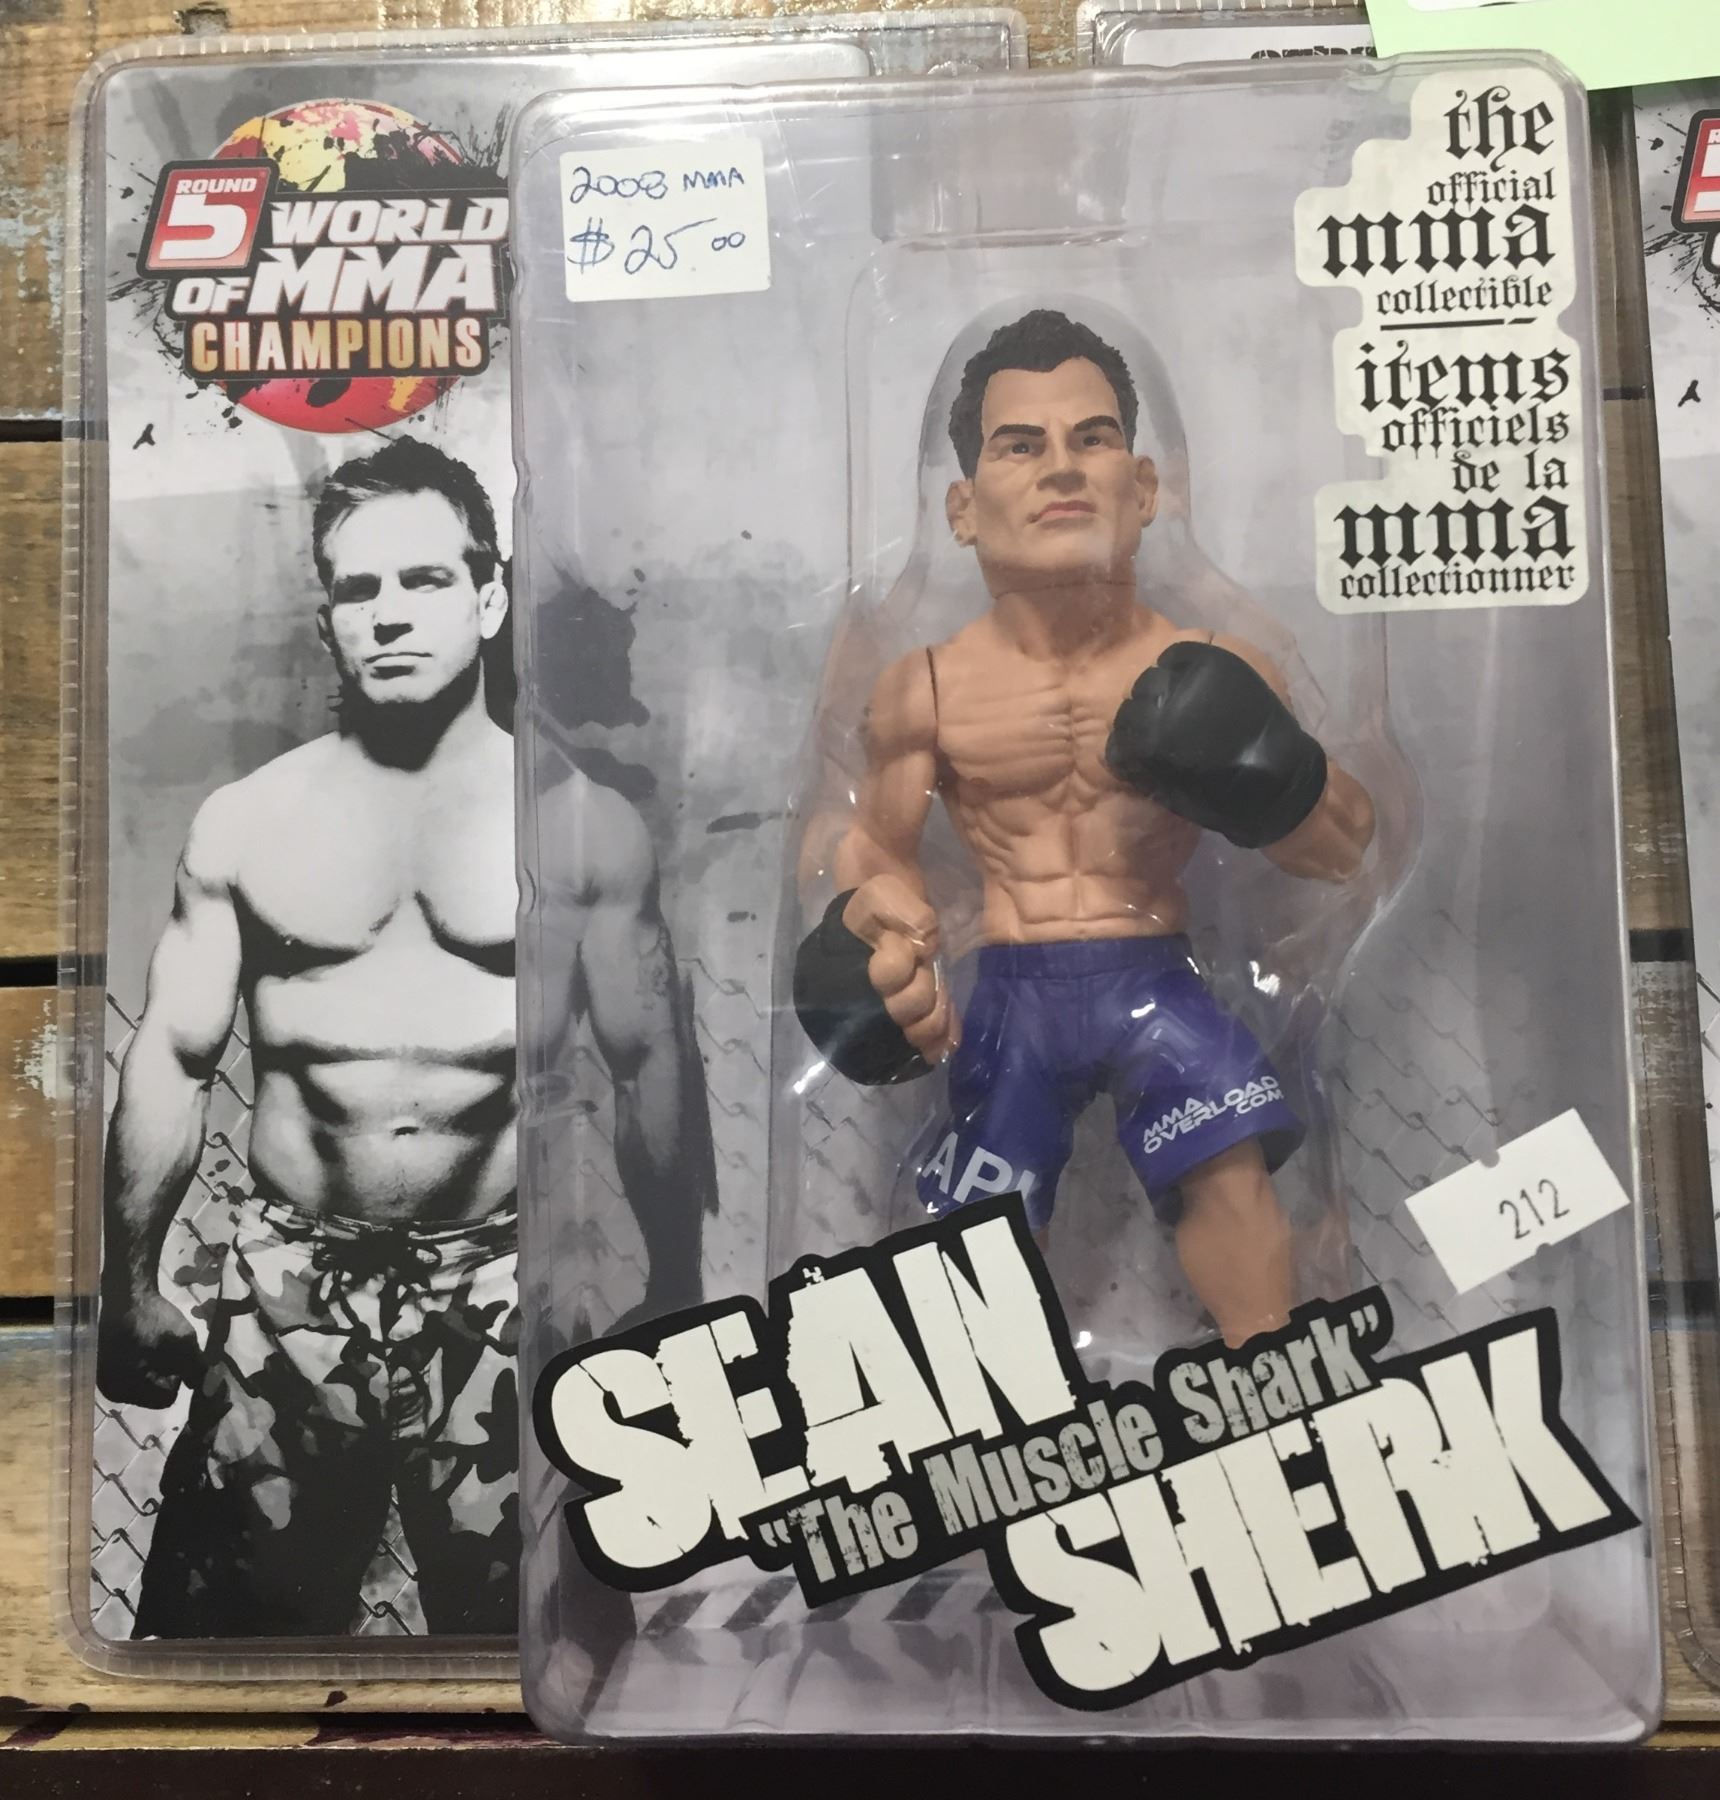 ROUND
5
WORLD
OF MMA
CHAMPIONS
2008 MMA
$25.00
the
official
mma
collectible
items
officiels
de la
mma
collectionner
MMA
OVERLOAD
.COM
212
SEAN
"The Muscle Shark"
SHERK